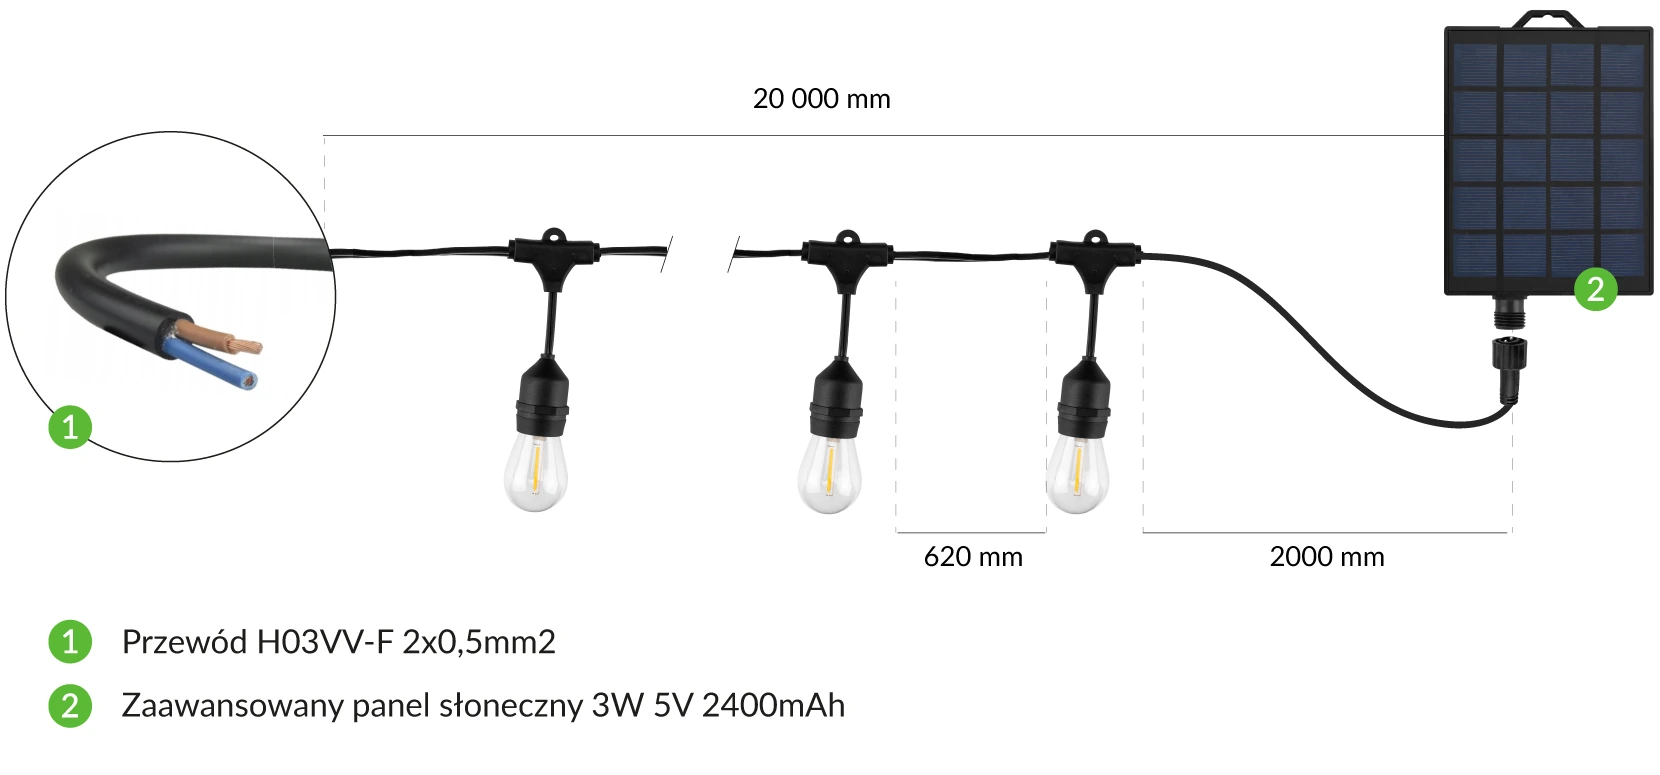 20 000 mm
2
1
620 mm
2000 mm
1 Przewód H03VV-F 2x0,5mm2
2 Zaawansowany panel słoneczny 3W 5V 2400mAh